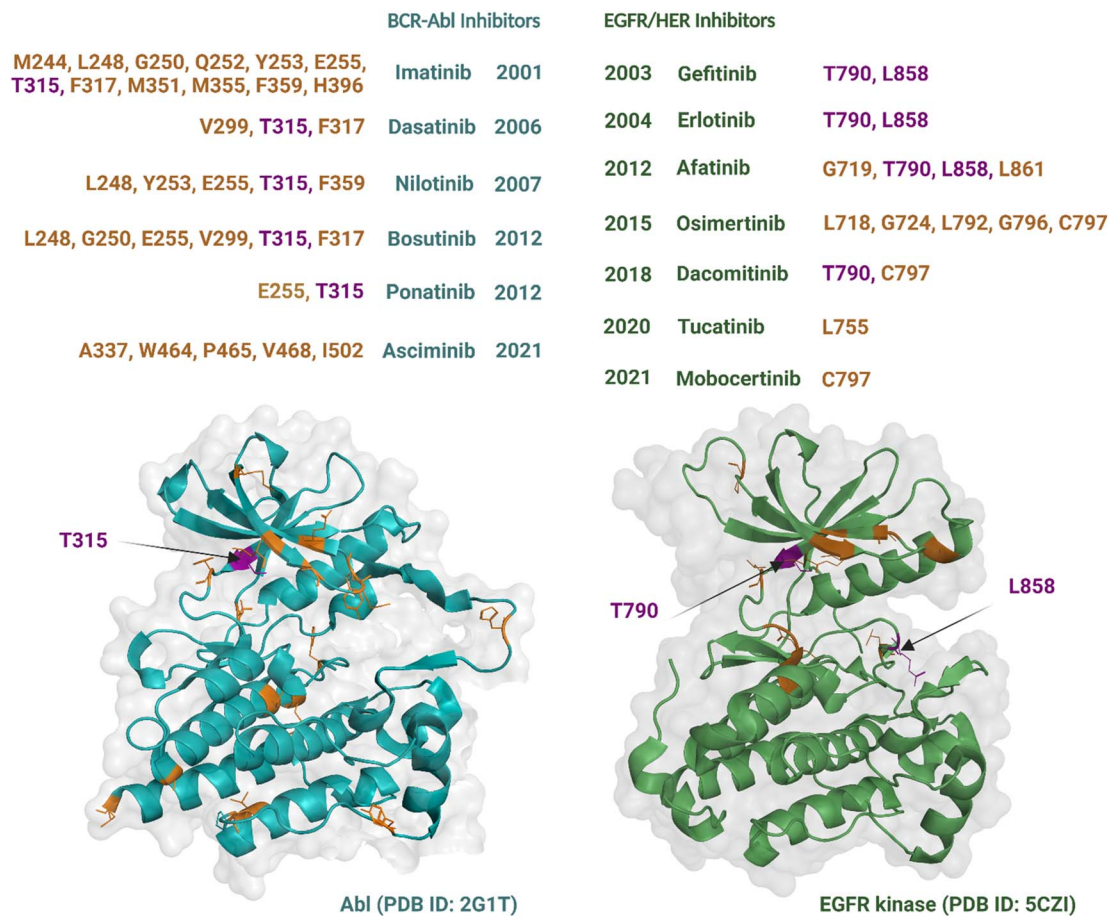 BCR-Abl Inhibitors
M244, L248, G250, Q252, Y253, E255,
T315, F317, M351, M355, F359, H396
Imatinib 2001
V299, T315, F317 Dasatinib 2006
L248, Y253, E255, T315, F359 Nilotinib 2007
L248, G250, E255, V299, T315, F317 Bosutinib 2012
E255, T315 Ponatinib 2012
A337, W464, P465, V468, I502 Asciminib 2021
EGFR/HER Inhibitors
2003 Gefitinib T790, L858
2004 Erlotinib T790, L858
2012 Afatinib G719, T790, L858, L861
2015 Osimertinib L718, G724, L792, G796, C797
2018 Dacomitinib T790, C797
2020 Tucatinib L755
2021 Mobocertinib C797
T315
Abl (PDB ID: 2G1T)
T790
L858
EGFR kinase (PDB ID: 5CZI)